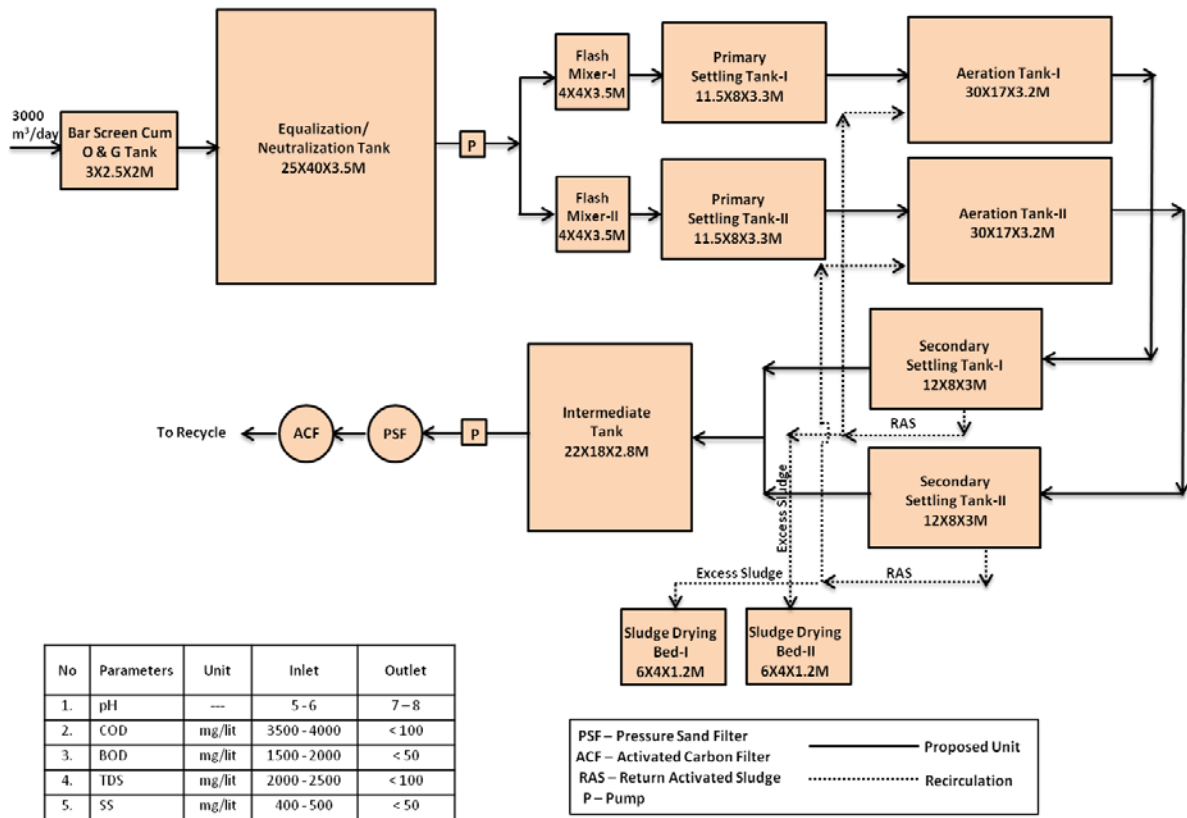 3000
m³/day
Bar Screen Cum
O & G Tank
3X2.5X2M
Equalization/
Neutralization Tank
25X40X3.5M
P
Flash
Mixer-I
4X4X3.5M
Primary
Settling Tank-I
11.5X8X3.3M
Aeration Tank-I
30X17X3.2M
Flash
Mixer-II
4X4X3.5M
Primary
Settling Tank-II
11.5X8X3.3M
Aeration Tank-II
30X17X3.2M
Secondary
Settling Tank-I
12X8X3M
RAS
Secondary
Settling Tank-II
12X8X3M
RAS
Intermediate
Tank
22X18X2.8M
P
PSF
ACF
To Recycle
Excess Sludge
Excess Sludge
Sludge Drying
Bed-I
6X4X1.2M
Sludge Drying
Bed-II
6X4X1.2M
No Parameters Unit Inlet Outlet
1. pH --- 5 - 6 7 – 8
2. COD mg/lit 3500 - 4000 < 100
3. BOD mg/lit 1500 - 2000 < 50
4. TDS mg/lit 2000 - 2500 < 100
5. SS mg/lit 400 - 500 < 50
PSF – Pressure Sand Filter
ACF – Activated Carbon Filter
RAS – Return Activated Sludge
P – Pump
Proposed Unit
Recirculation